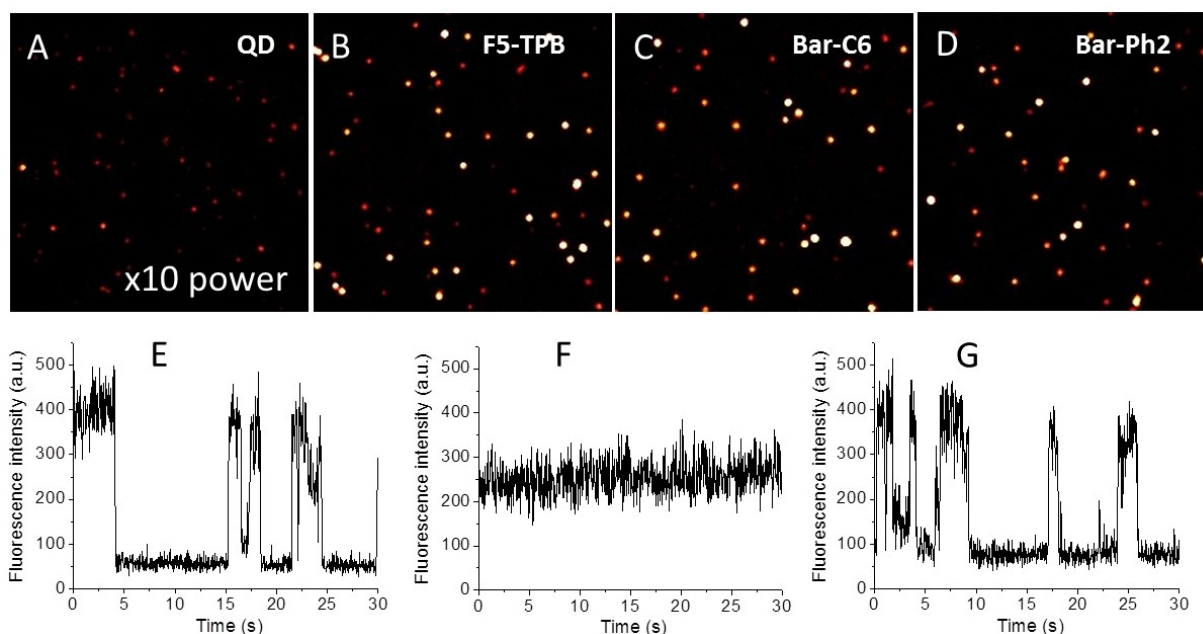 A QD
B F5-TPB
C Bar-C6
D Bar-Ph2
x10 power
E
F
G
Fluorescence intensity (a.u.)
500
400
300
200
100
0
0 5 10 15 20 25 30
Time (s)
Fluorescence intensity (a.u.)
500
400
300
200
100
0
0 5 10 15 20 25 30
Time (s)
Fluorescence intensity (a.u.)
500
400
300
200
100
0
0 5 10 15 20 25 30
Time (s)